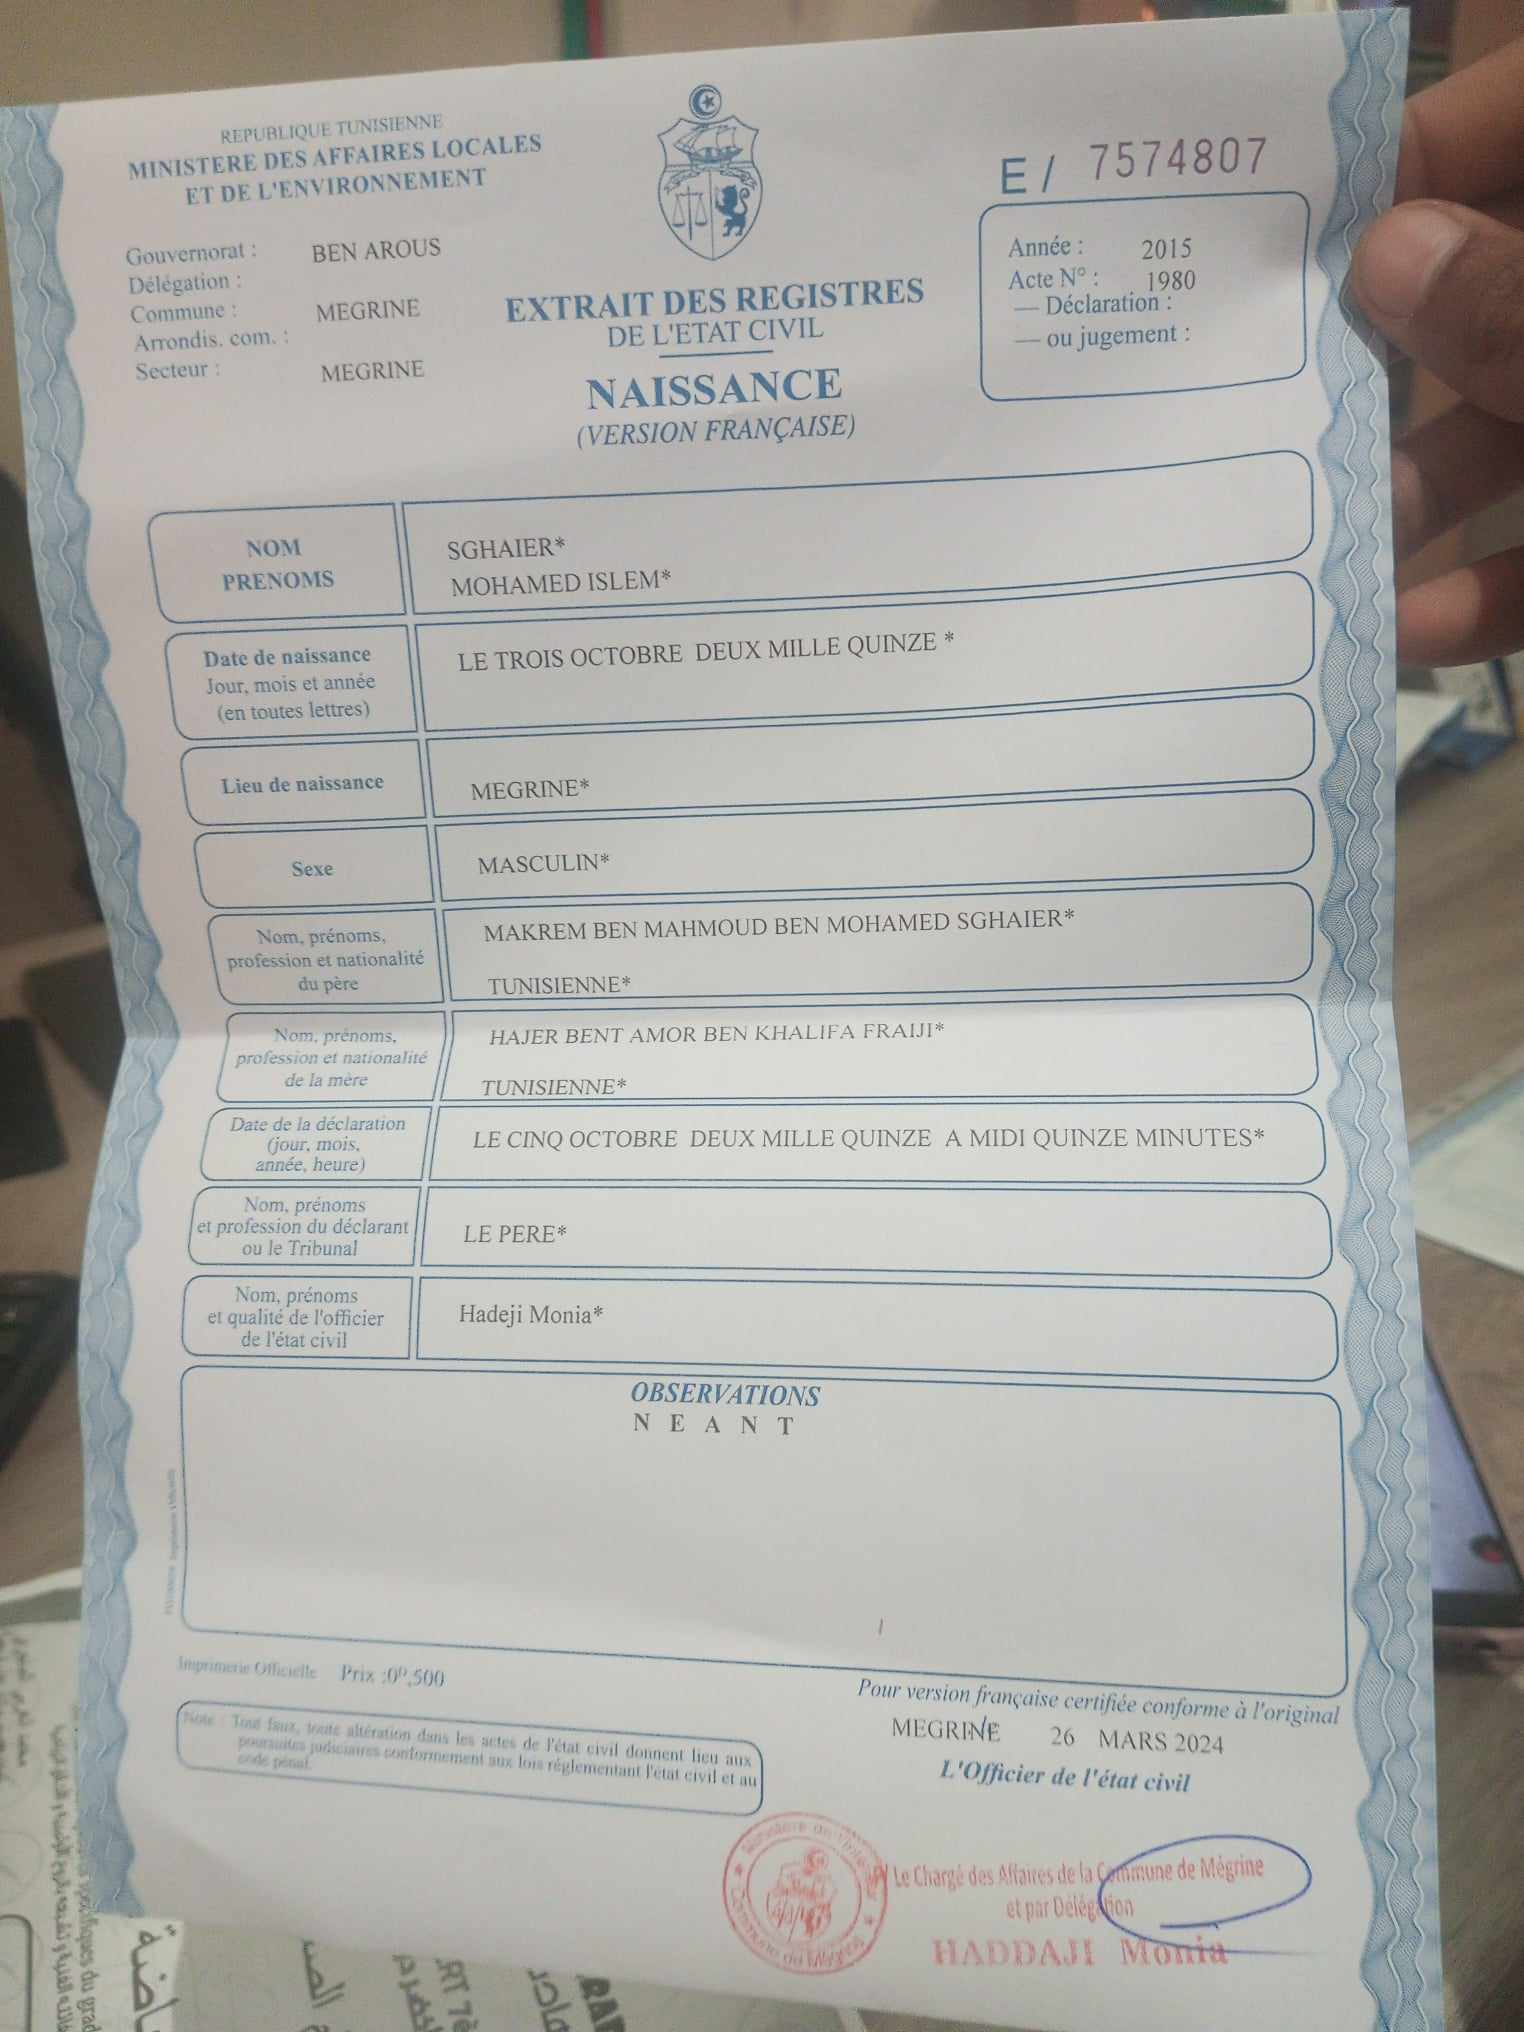 REPUBLIQUE TUNISIENNE
MINISTERE DES AFFAIRES LOCALES
ET DE L'ENVIRONNEMENT
Gouvernorat : BEN AROUS
Délégation :
Commune : MEGRINE
Arrondis. com. :
Secteur : MEGRINE
EXTRAIT DES REGISTRES
DE L'ETAT CIVIL
NAISSANCE
(VERSION FRANÇAISE)
E / 7574807
Année : 2015
Acte N° : 1980
— Déclaration :
— ou jugement :
NOM
PRENOMS
SGHAIER*
MOHAMED ISLEM*
Date de naissance
Jour, mois et année
(en toutes lettres)
LE TROIS OCTOBRE DEUX MILLE QUINZE *
Lieu de naissance
MEGRINE*
Sexe
MASCULIN*
Nom, prénoms,
profession et nationalité
du père
MAKREM BEN MAHMOUD BEN MOHAMED SGHAIER*
TUNISIENNE*
Nom, prénoms,
profession et nationalité
de la mère
HAJER BENT AMOR BEN KHALIFA FRAIJI*
TUNISIENNE*
Date de la déclaration
(jour, mois,
année, heure)
LE CINQ OCTOBRE DEUX MILLE QUINZE A MIDI QUINZE MINUTES*
Nom, prénoms
et profession du déclarant
ou le Tribunal
LE PERE*
Nom, prénoms
et qualité de l'officier
de l'état civil
Hadeji Monia*
OBSERVATIONS
N E A N T
Imprimerie Officielle Prix :0ᴰ,500
Note : Tout faux, toute altération dans les actes de l'état civil donnent lieu aux
poursuites judiciaires conformement aux lois réglementant l'état civil et au
code pénal.
Pour version française certifiée conforme à l'original
MEGRINE 26 MARS 2024
L'Officier de l'état civil
Le Chargé des Affaires de la Commune de Mégrine
et par Délégation
HADDAJI Monia
Commune de Mégrine